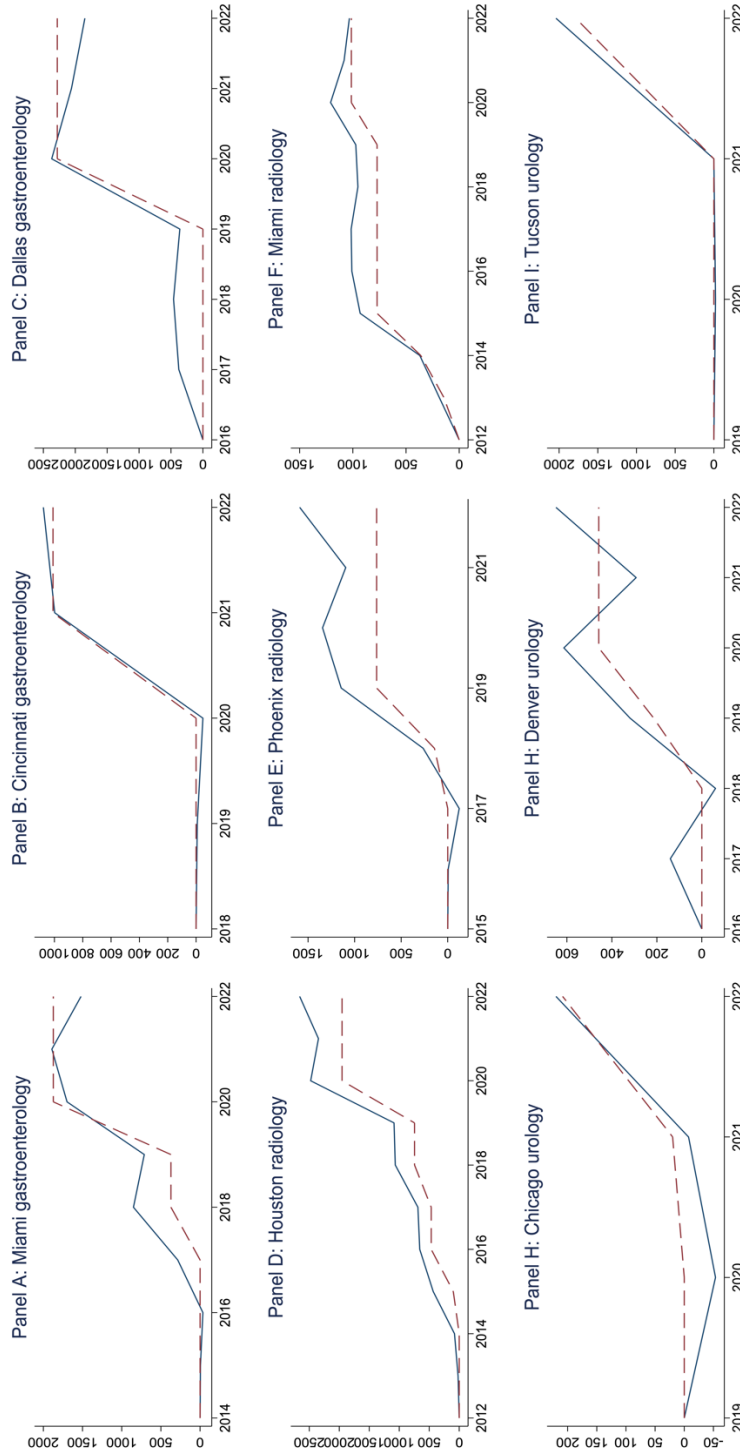 Panel A: Miami gastroenterology
2000
1500
1000
500
0
2014 2016 2018 2020 2022
Panel B: Cincinnati gastroenterology
1000
800
600
400
200
0
2018 2019 2020 2021 2022
Panel C: Dallas gastroenterology
2500
2000
1500
1000
500
0
2016 2017 2018 2019 2020 2021 2022
Panel D: Houston radiology
2500
2000
1500
1000
500
0
2012 2014 2016 2018 2020 2022
Panel E: Phoenix radiology
1500
1000
500
0
2015 2017 2019 2021
Panel F: Miami radiology
1500
1000
500
0
2012 2014 2016 2018 2020 2022
Panel H: Chicago urology
200
150
100
50
0
-50
2019 2020 2021 2022
Panel H: Denver urology
600
400
200
0
2016 2017 2018 2019 2020 2021 2022
Panel I: Tucson urology
2000
1500
1000
500
0
2019 2020 2021 2022